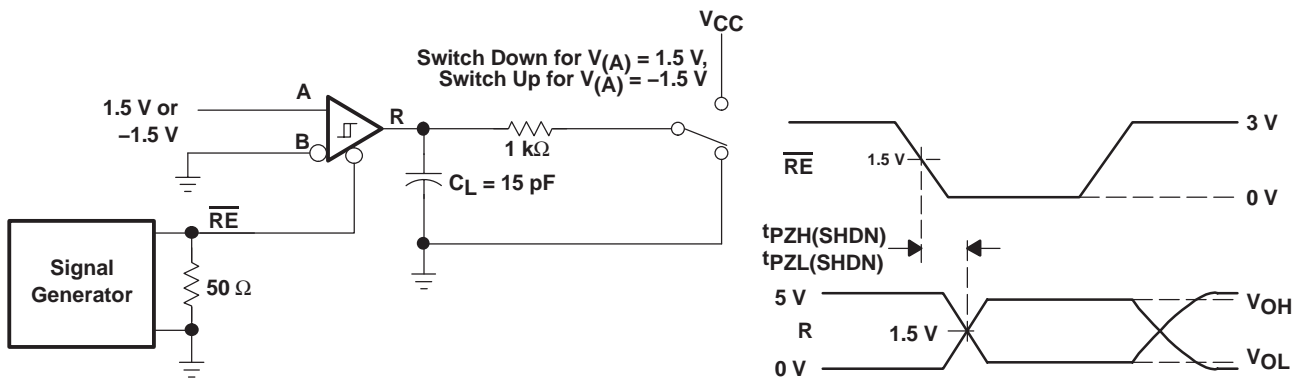 VCC
Switch Down for V(A) = 1.5 V,
Switch Up for V(A) = –1.5 V
A
1.5 V or
–1.5 V
B
R
1 kΩ
CL = 15 pF
RE
Signal
Generator
50 Ω
3 V
1.5 V
RE
0 V
tPZH(SHDN)
tPZL(SHDN)
5 V
VOH
R
1.5 V
0 V
VOL